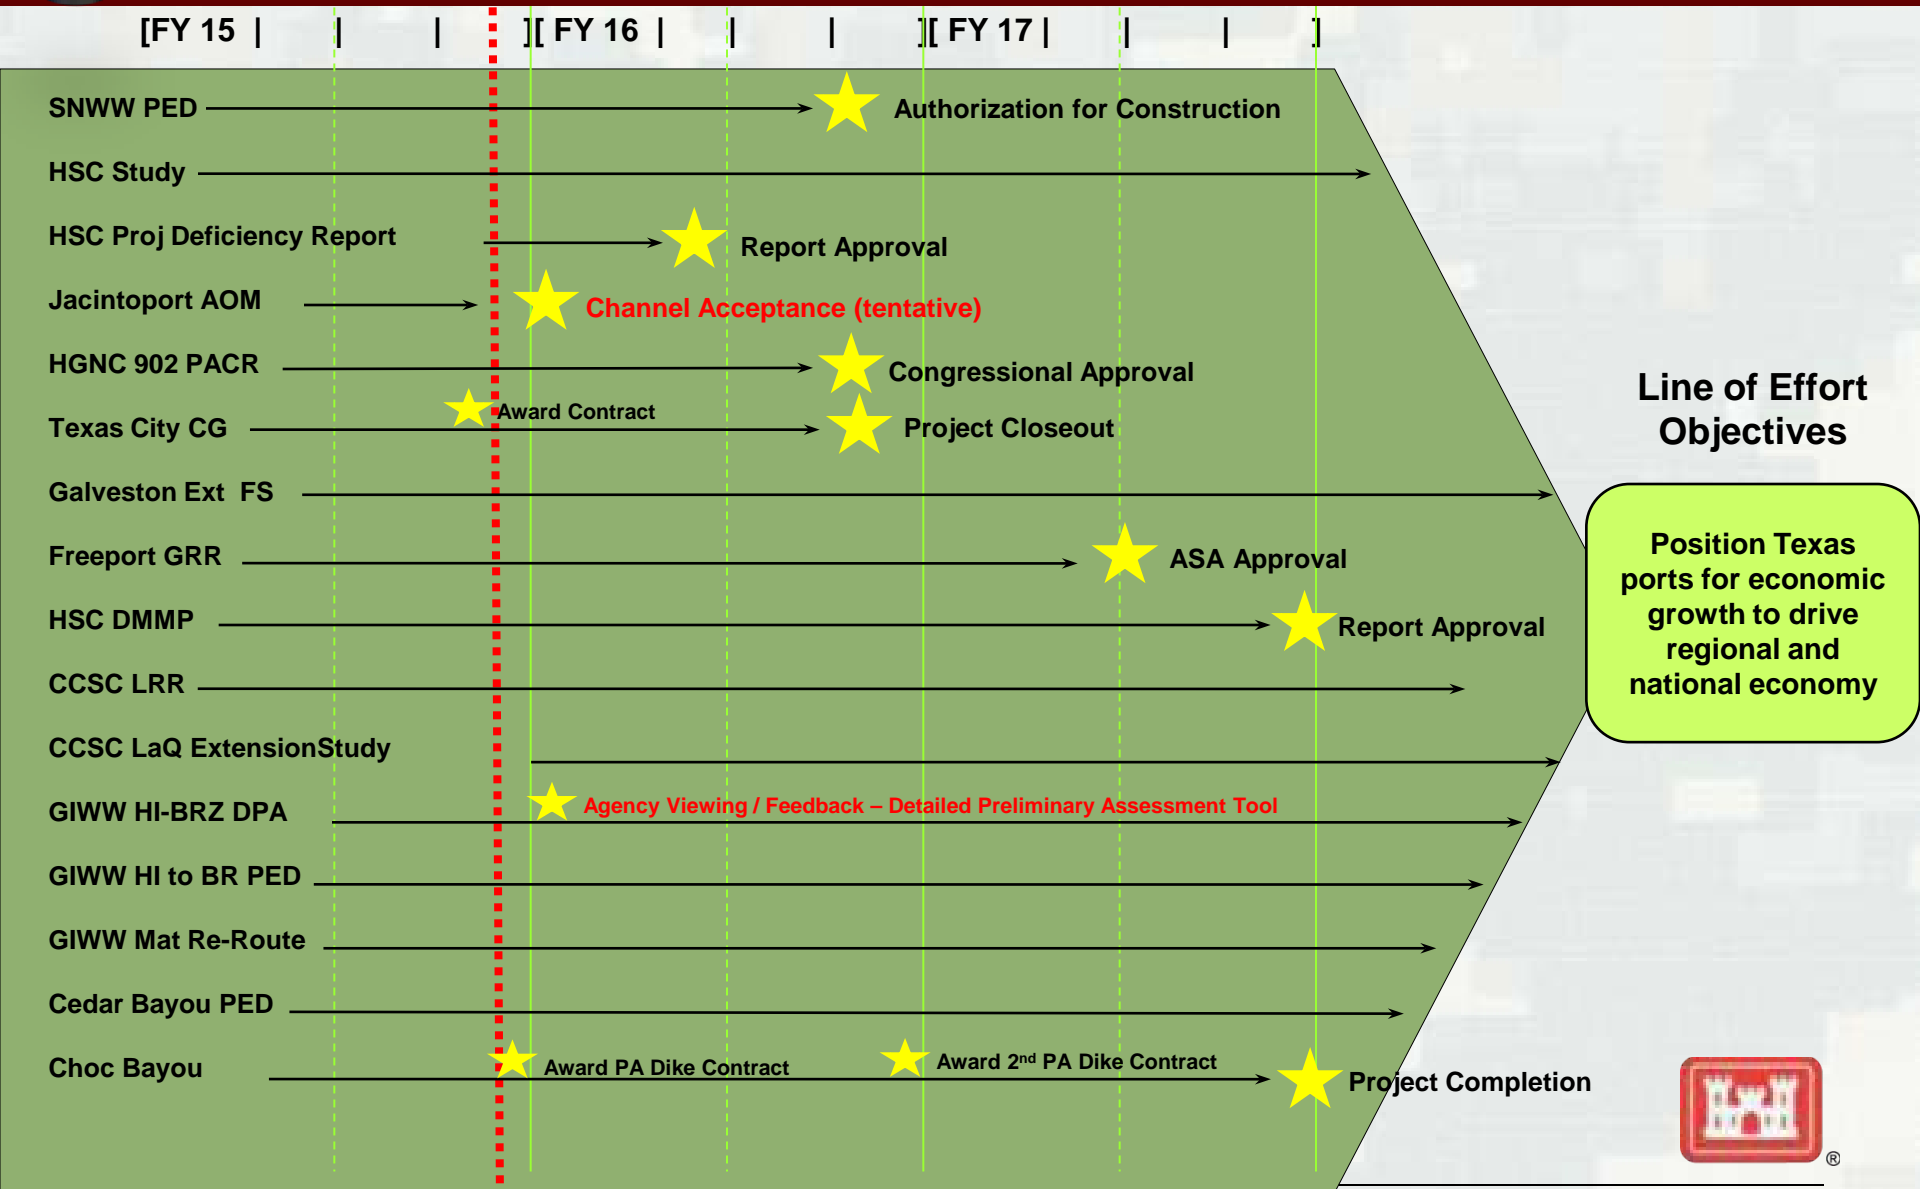 [FY 15 | | | ][ FY 16 | | | ][ FY 17 | | | ]
SNWW PED Authorization for Construction
HSC Study
HSC Proj Deficiency Report Report Approval
Jacintoport AOM Channel Acceptance (tentative)
HGNC 902 PACR Congressional Approval
Award Contract
Texas City CG Project Closeout
Galveston Ext FS
Freeport GRR ASA Approval
HSC DMMP Report Approval
CCSC LRR
CCSC LaQ ExtensionStudy
GIWW HI-BRZ DPA Agency Viewing / Feedback – Detailed Preliminary Assessment Tool
GIWW HI to BR PED
GIWW Mat Re-Route
Cedar Bayou PED
Choc Bayou Award PA Dike Contract Award 2nd PA Dike Contract Project Completion
Line of Effort
Objectives
Position Texas
ports for economic
growth to drive
regional and
national economy
®